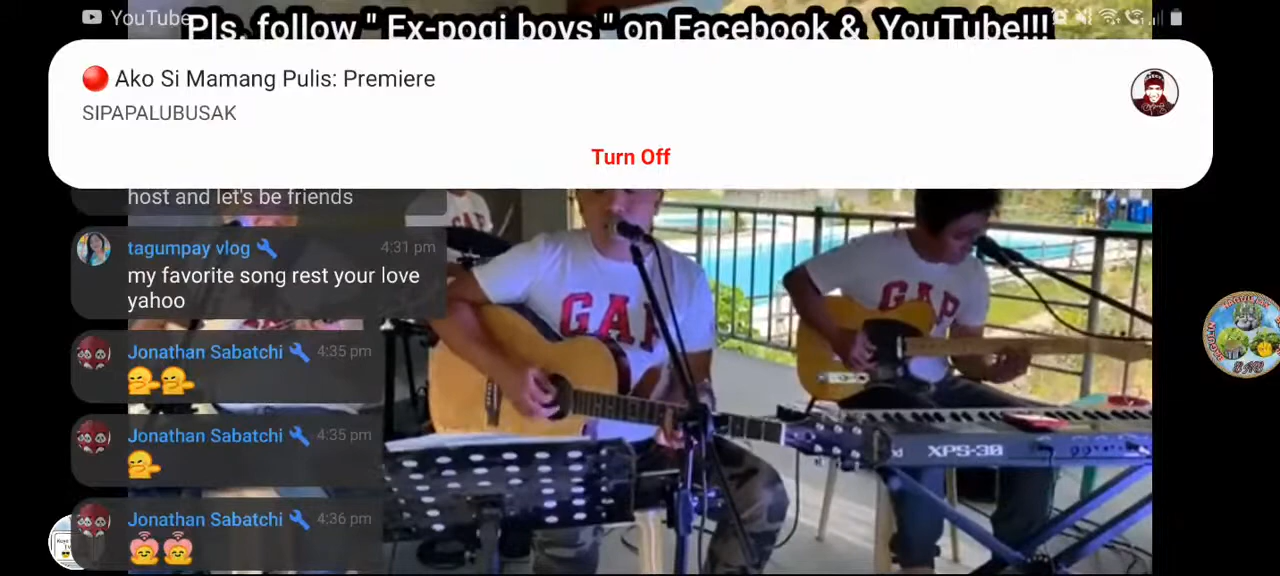 YouTube
Pls. follow " Ex-pogi boys " on Facebook & YouTube!!!
Ako Si Mamang Pulis: Premiere
SIPAPALUBUSAK
Turn Off
host and let's be friends
tagumpay vlog 4:31 pm
my favorite song rest your love
yahoo
Jonathan Sabatchi 4:35 pm
Jonathan Sabatchi 4:35 pm
Jonathan Sabatchi 4:36 pm
GAP
GAP
XPS-30